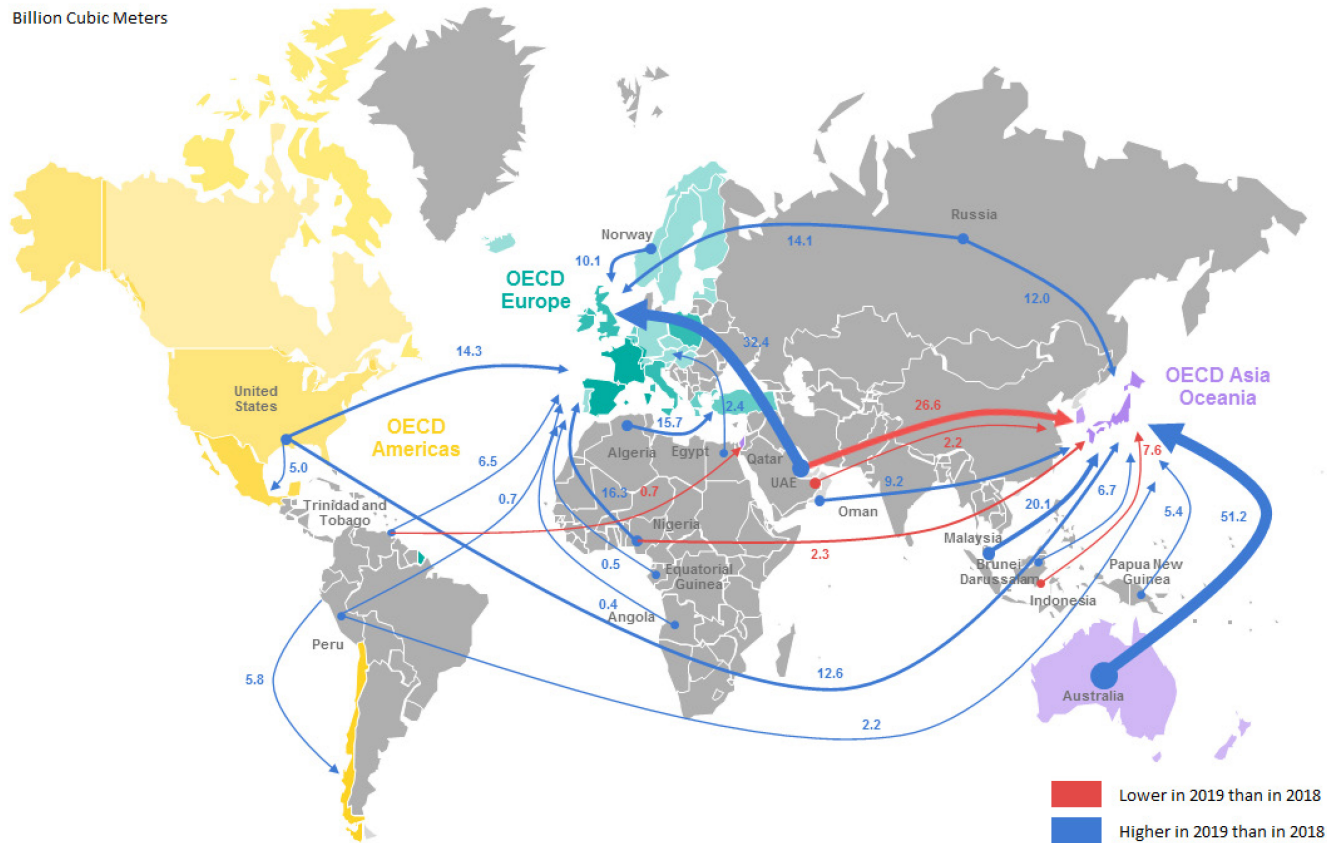 Billion Cubic Meters
Russia
Norway
14.1
10.1
OECD
Europe
12.0
32.4
14.3
OECD Asia
Oceania
United
States
26.6
2.4
15.7
2.2
OECD
Americas
Algeria
Egypt
Qatar
7.6
5.0
6.5
UAE
9.2
0.7
16.3
6.7
0.7
Trinidad and
Tobago
Oman
20.1
5.4
51.2
Nigeria
Malaysia
2.3
0.5
Equatorial
Guinea
Brunei
Darussalam
Papua New
Guinea
Indonesia
0.4
Angola
Peru
5.8
12.6
Australia
2.2
Lower in 2019 than in 2018
Higher in 2019 than in 2018